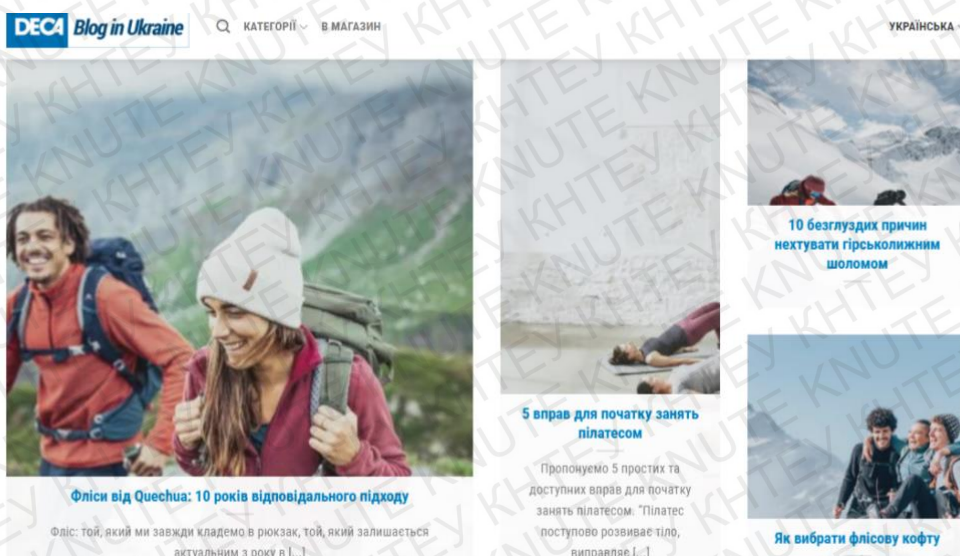 DECA Blog in Ukraine
КАТЕГОРІЇ
В МАГАЗИН
УКРАЇНСЬКА
Фліси від Quechua: 10 років відповідального підходу
Фліс: той, який ми завжди кладемо в рюкзак, той, який залишається
актуальним з року в [...]
5 вправ для початку занять
пілатесом
Пропонуємо 5 простих та
доступних вправ для початку
занять пілатесом. "Пілатес
поступово розвиває тіло,
виправляє [...]
10 безглуздих причин
нехтувати гірськолижним
шоломом
Як вибрати флісову кофту
KHTEY KNUTE